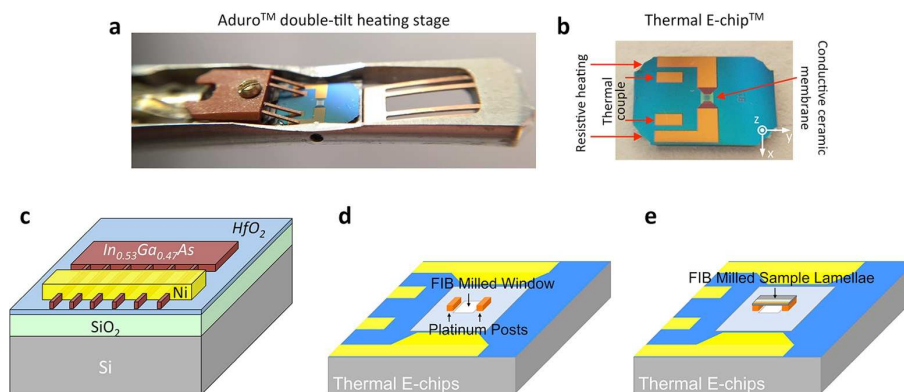 Aduro™ double-tilt heating stage
Thermal E-chip™
a
b
Resistive heating
Thermal
couple
Conductive ceramic
membrane
z
y
x
c
d
e
HfO2
In0.53Ga0.47As
Ni
SiO2
Si
FIB Milled Window
Platinum Posts
Thermal E-chips
FIB Milled Sample Lamellae
Thermal E-chips